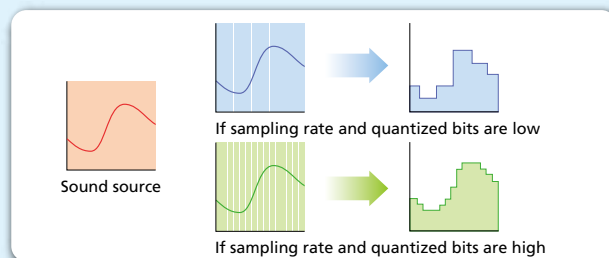 If sampling rate and quantized bits are low
Sound source
If sampling rate and quantized bits are high